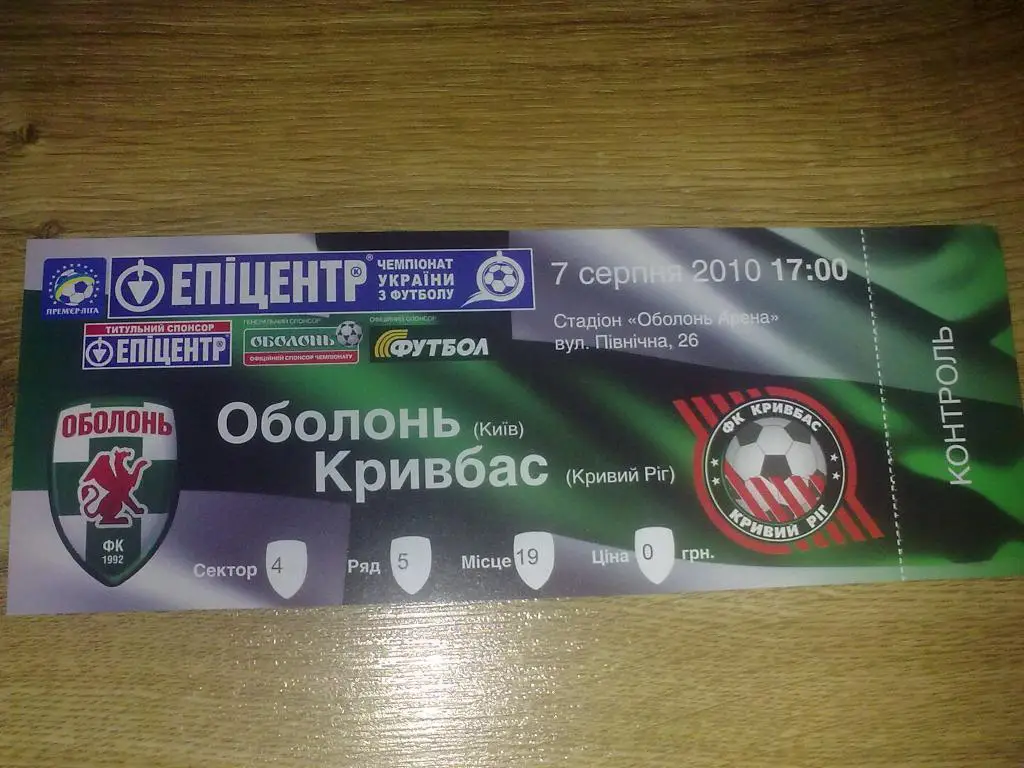 ПРЕМ'ЄР-ЛІГА
ЕПІЦЕНТР®
ЧЕМПІОНАТ
УКРАЇНИ
З ФУТБОЛУ
7 серпня 2010 17:00
ТИТУЛЬНИЙ СПОНСОР
ЕПІЦЕНТР®
ГЕНЕРАЛЬНИЙ СПОНСОР
ОБОЛОНЬ
ОФІЦІЙНИЙ СПОНСОР ЧЕМПІОНАТУ
ОФІЦІЙНИЙ СПОНСОР
ФУТБОЛ
Стадіон «Оболонь Арена»
вул. Північна, 26
ОБОЛОНЬ
ФК
1992
Оболонь (Київ)
Кривбас (Кривий Ріг)
ФК КРИВБАС
КРИВИЙ РІГ
Сектор 4 Ряд 5 Місце 19 Ціна 0 грн.
КОНТРОЛЬ